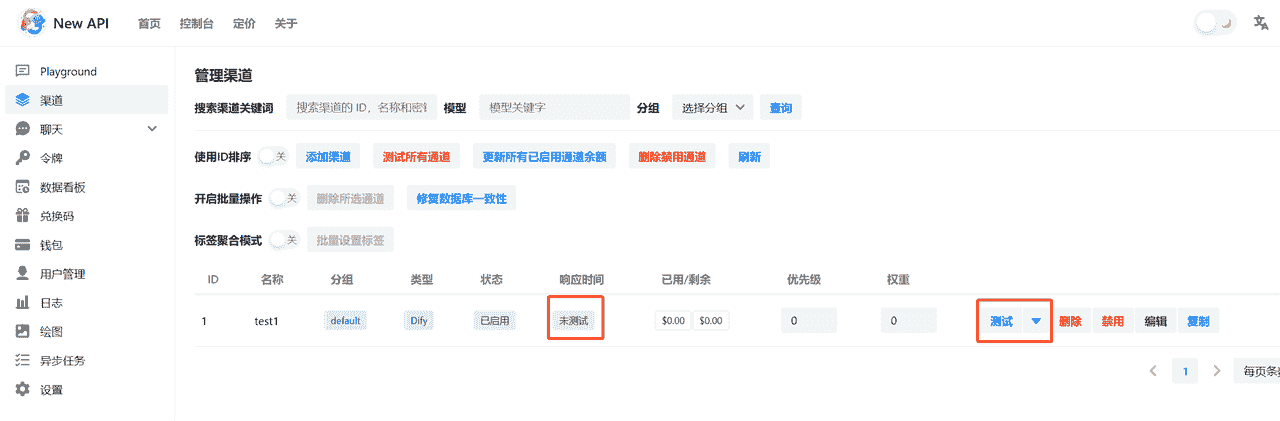 New API 首页 控制台 定价 关于
Playground
渠道
聊天
令牌
数据看板
兑换码
钱包
用户管理
日志
绘图
异步任务
设置
管理渠道
搜索渠道关键词 搜索渠道的 ID，名称和密钥 模型 模型关键字 分组 选择分组 查询
使用ID排序 关 添加渠道 测试所有通道 更新所有已启用通道余额 删除禁用通道 刷新
开启批量操作 关 删除所选通道 修复数据库一致性
标签聚合模式 关 批量设置标签
ID 名称 分组 类型 状态 响应时间 已用/剩余 优先级 权重
1 test1 default Dify 已启用 未测试 $0.00 $0.00 0 0 测试 删除 禁用 编辑 复制
1 每页条